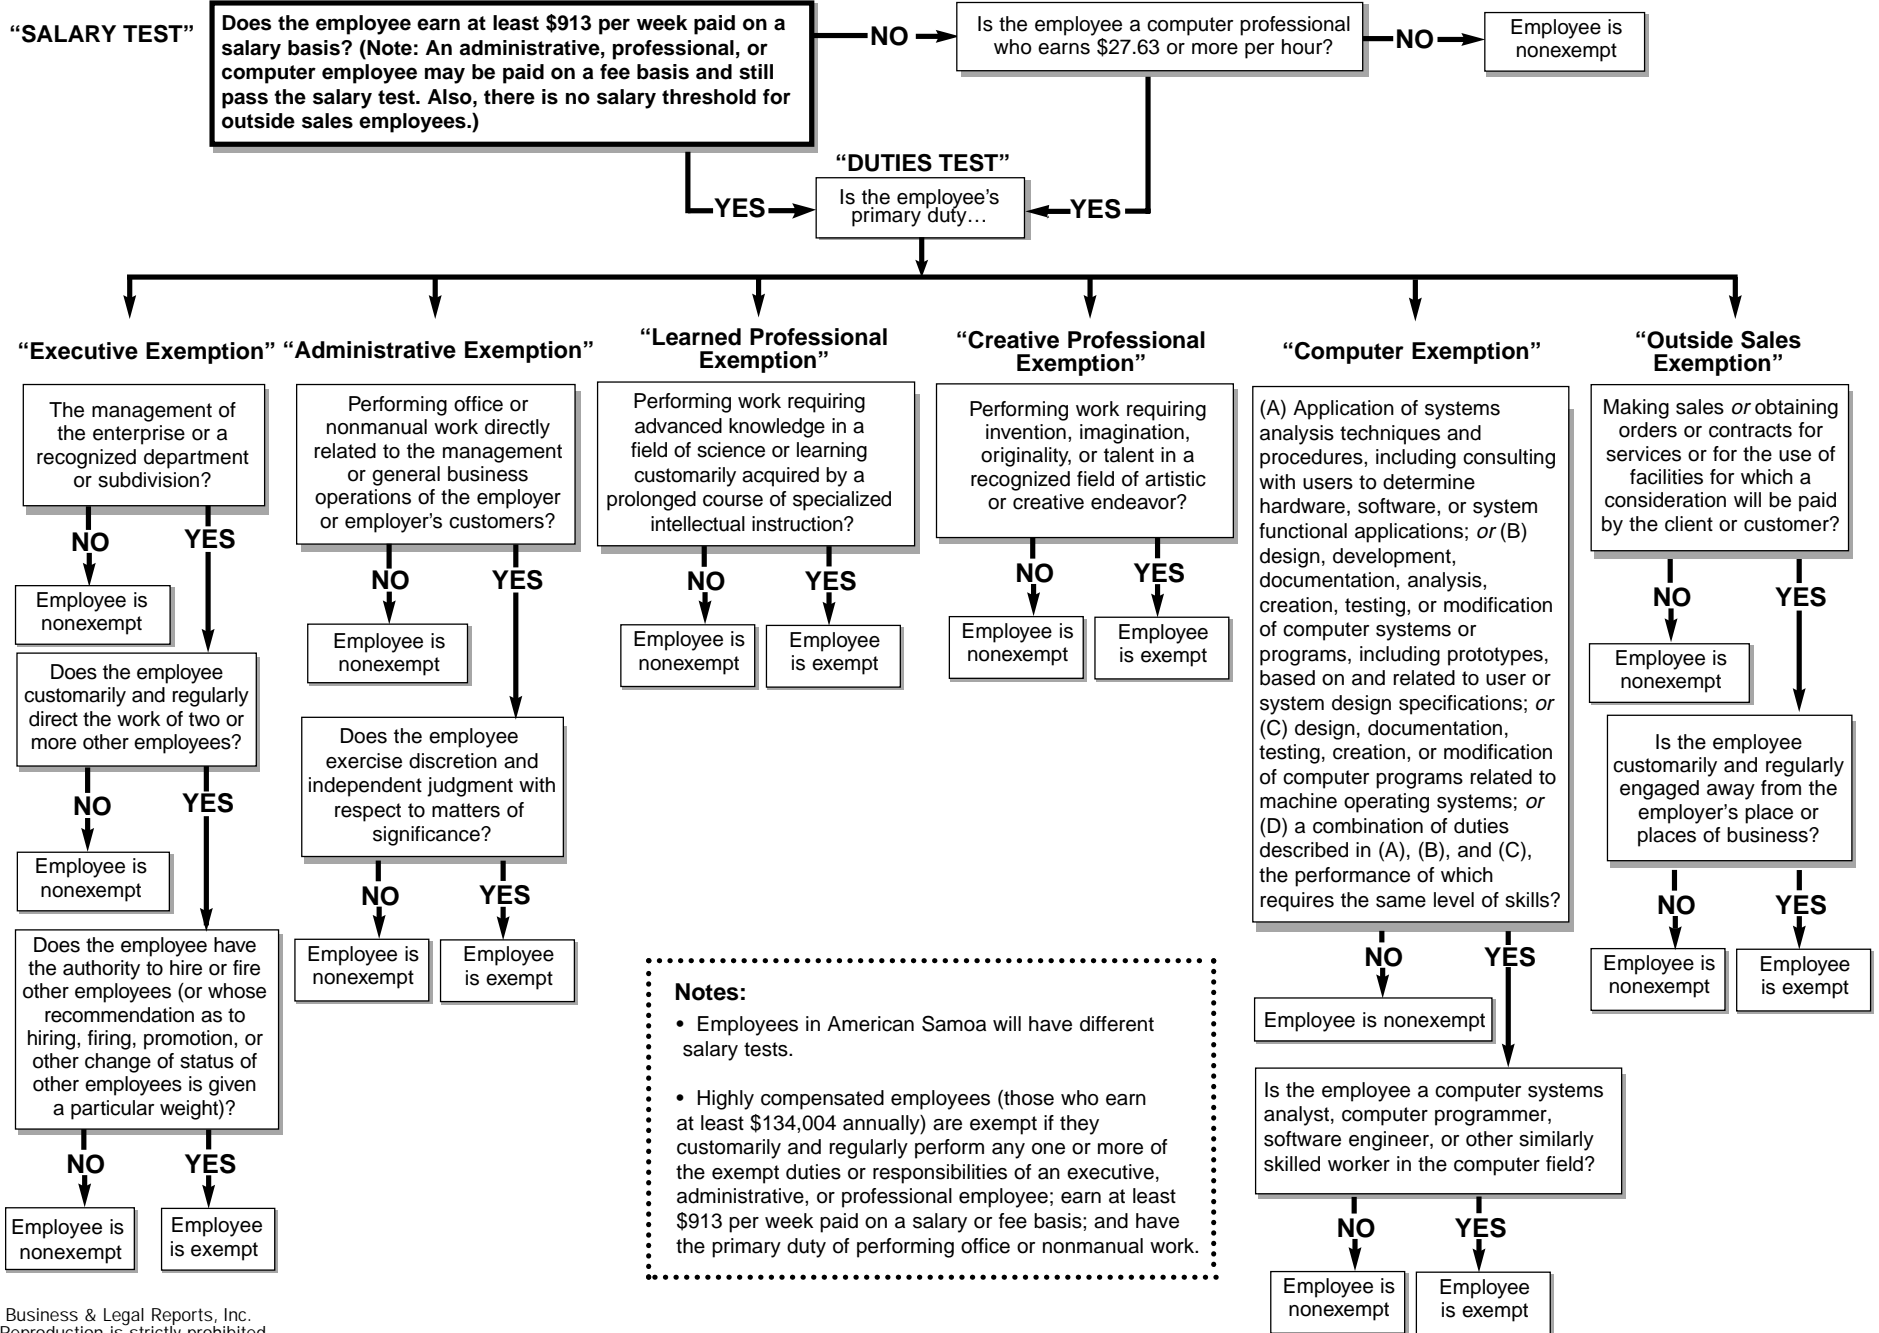 “SALARY TEST”
Does the employee earn at least $913 per week paid on a
salary basis? (Note: An administrative, professional, or
computer employee may be paid on a fee basis and still
pass the salary test. Also, there is no salary threshold for
outside sales employees.)
NO
Is the employee a computer professional
who earns $27.63 or more per hour?
NO
Employee is
nonexempt
“DUTIES TEST”
YES
Is the employee’s
primary duty…
YES
“Executive Exemption”
The management of
the enterprise or a
recognized department
or subdivision?
NO
YES
Employee is
nonexempt
Does the employee
customarily and regularly
direct the work of two or
more other employees?
NO
YES
Employee is
nonexempt
Does the employee have
the authority to hire or fire
other employees (or whose
recommendation as to
hiring, firing, promotion, or
other change of status of
other employees is given
a particular weight)?
NO
YES
Employee is
nonexempt
Employee
is exempt
“Administrative Exemption”
Performing office or
nonmanual work directly
related to the management
or general business
operations of the employer
or employer’s customers?
NO
YES
Employee is
nonexempt
Does the employee
exercise discretion and
independent judgment with
respect to matters of
significance?
NO
YES
Employee is
nonexempt
Employee
is exempt
“Learned Professional
Exemption”
Performing work requiring
advanced knowledge in a
field of science or learning
customarily acquired by a
prolonged course of specialized
intellectual instruction?
NO
YES
Employee is
nonexempt
Employee
is exempt
“Creative Professional
Exemption”
Performing work requiring
invention, imagination,
originality, or talent in a
recognized field of artistic
or creative endeavor?
NO
YES
Employee is
nonexempt
Employee
is exempt
“Computer Exemption”
(A) Application of systems
analysis techniques and
procedures, including consulting
with users to determine
hardware, software, or system
functional applications; or (B)
design, development,
documentation, analysis,
creation, testing, or modification
of computer systems or
programs, including prototypes,
based on and related to user or
system design specifications; or
(C) design, documentation,
testing, creation, or modification
of computer programs related to
machine operating systems; or
(D) a combination of duties
described in (A), (B), and (C),
the performance of which
requires the same level of skills?
NO
YES
Employee is nonexempt
Is the employee a computer systems
analyst, computer programmer,
software engineer, or other similarly
skilled worker in the computer field?
NO
YES
Employee is
nonexempt
Employee
is exempt
“Outside Sales
Exemption”
Making sales or obtaining
orders or contracts for
services or for the use of
facilities for which a
consideration will be paid
by the client or customer?
NO
YES
Employee is
nonexempt
Is the employee
customarily and regularly
engaged away from the
employer’s place or
places of business?
NO
YES
Employee is
nonexempt
Employee
is exempt
Notes:
• Employees in American Samoa will have different
salary tests.
• Highly compensated employees (those who earn
at least $134,004 annually) are exempt if they
customarily and regularly perform any one or more of
the exempt duties or responsibilities of an executive,
administrative, or professional employee; earn at least
$913 per week paid on a salary or fee basis; and have
the primary duty of performing office or nonmanual work.
Business & Legal Reports, Inc.
Reproduction is strictly prohibited